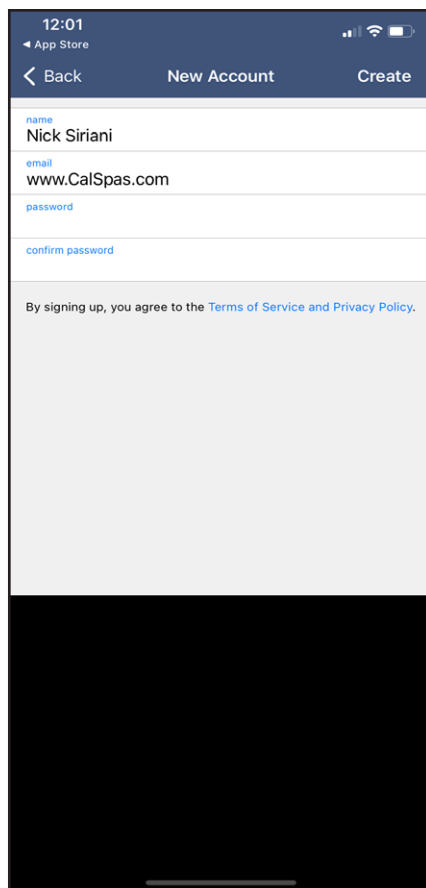 12:01
◄ App Store
Back New Account Create
name
Nick Siriani
email
www.CalSpas.com
password
confirm password
By signing up, you agree to the Terms of Service and Privacy Policy.